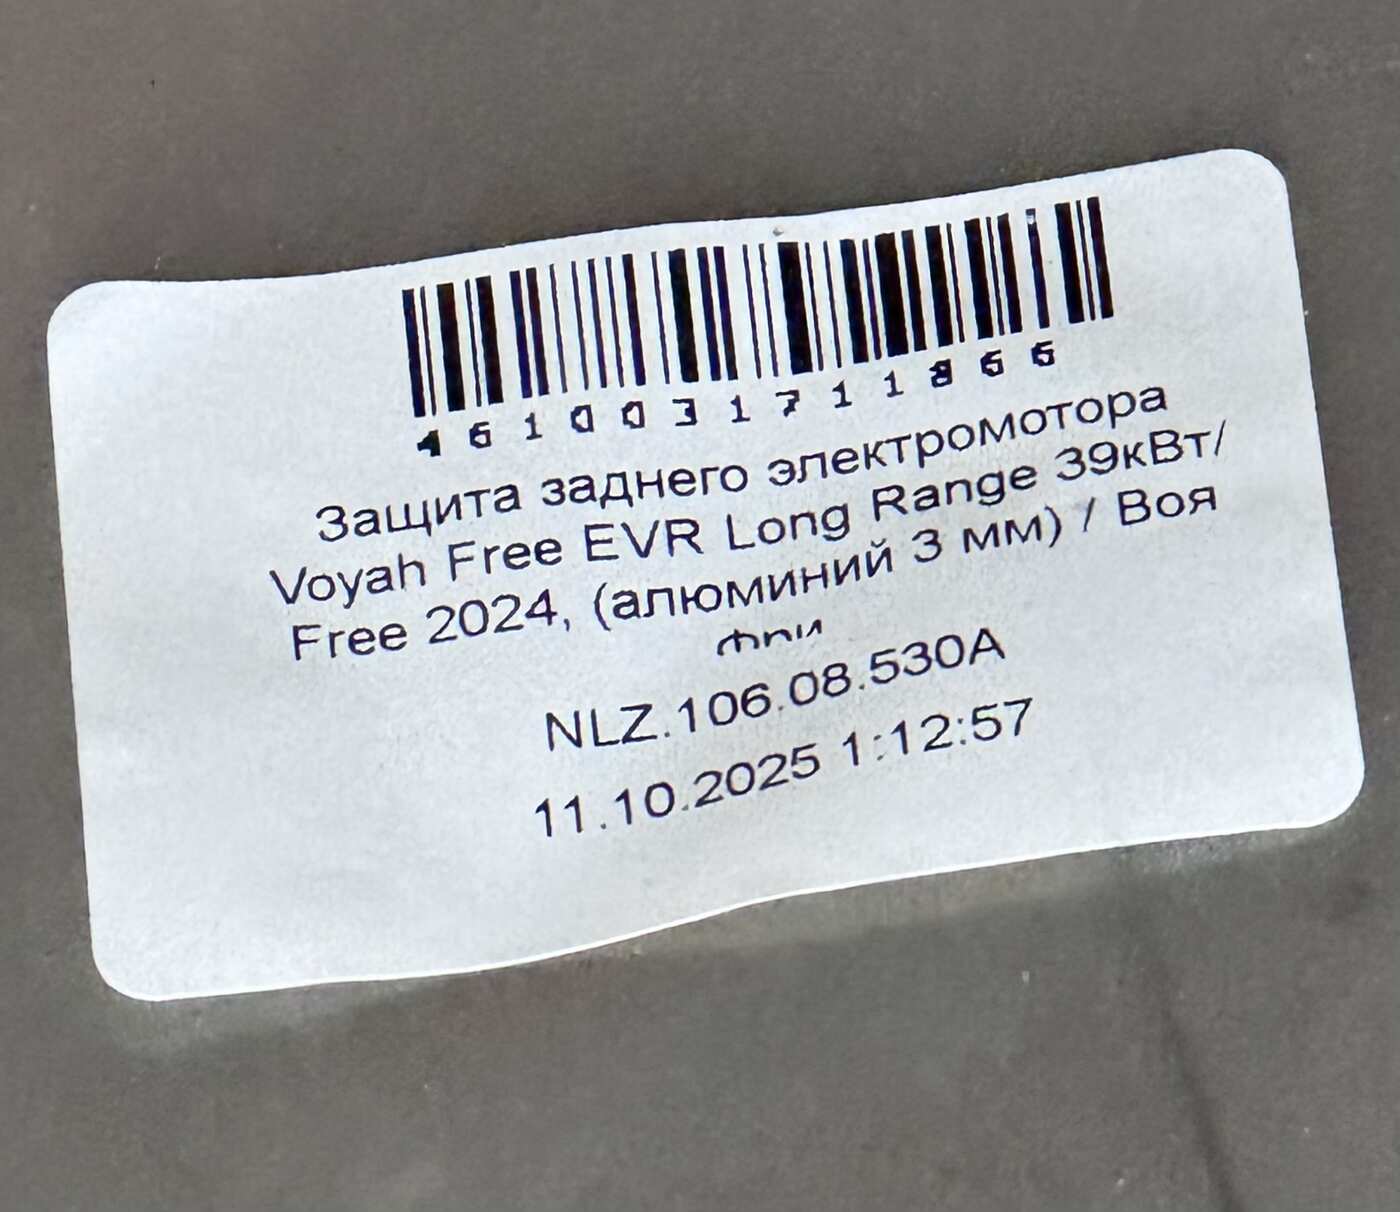 4610031711866
Защита заднего электромотора
Voyah Free EVR Long Range 39кВт/
Free 2024, (алюминий 3 мм) / Воя
NLZ.106.08.530A
11.10.2025 1:12:57